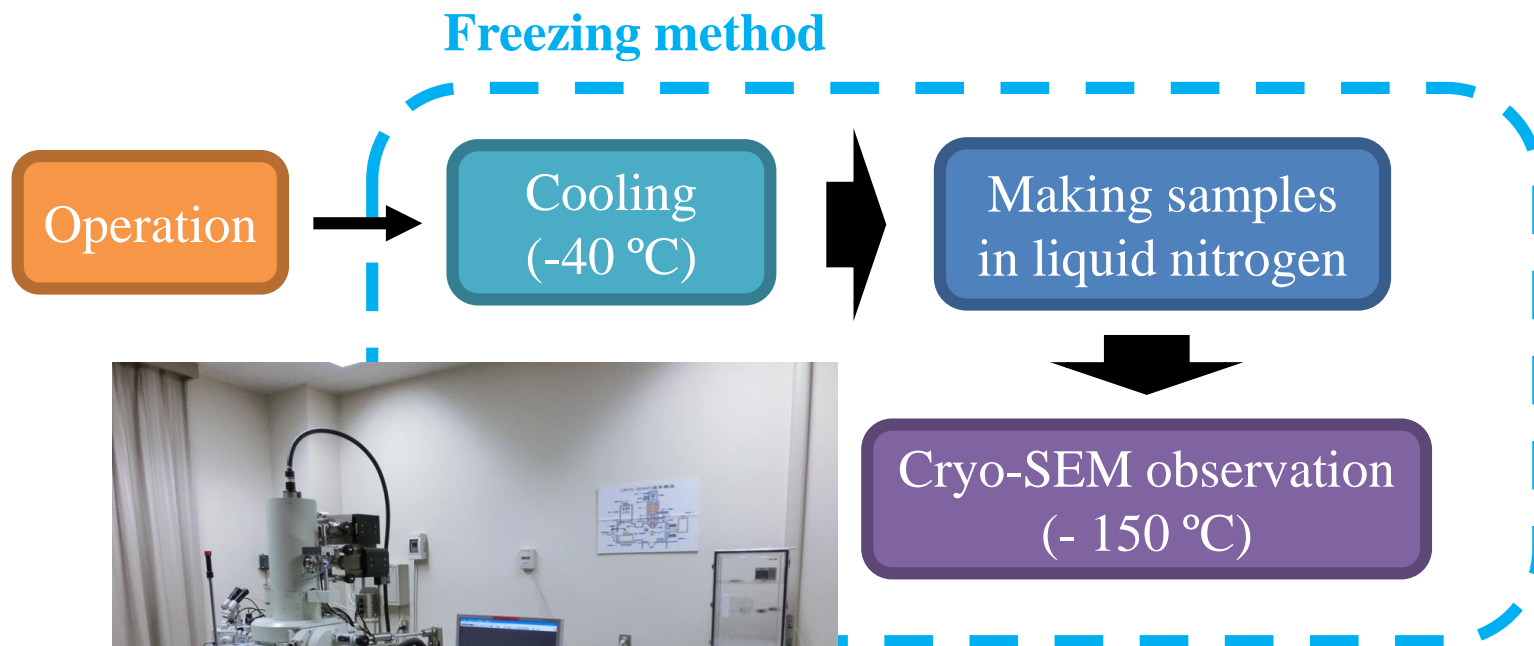 Freezing method
Operation
Cooling
(-40 ºC)
Making samples
in liquid nitrogen
Cryo-SEM observation
(- 150 ºC)